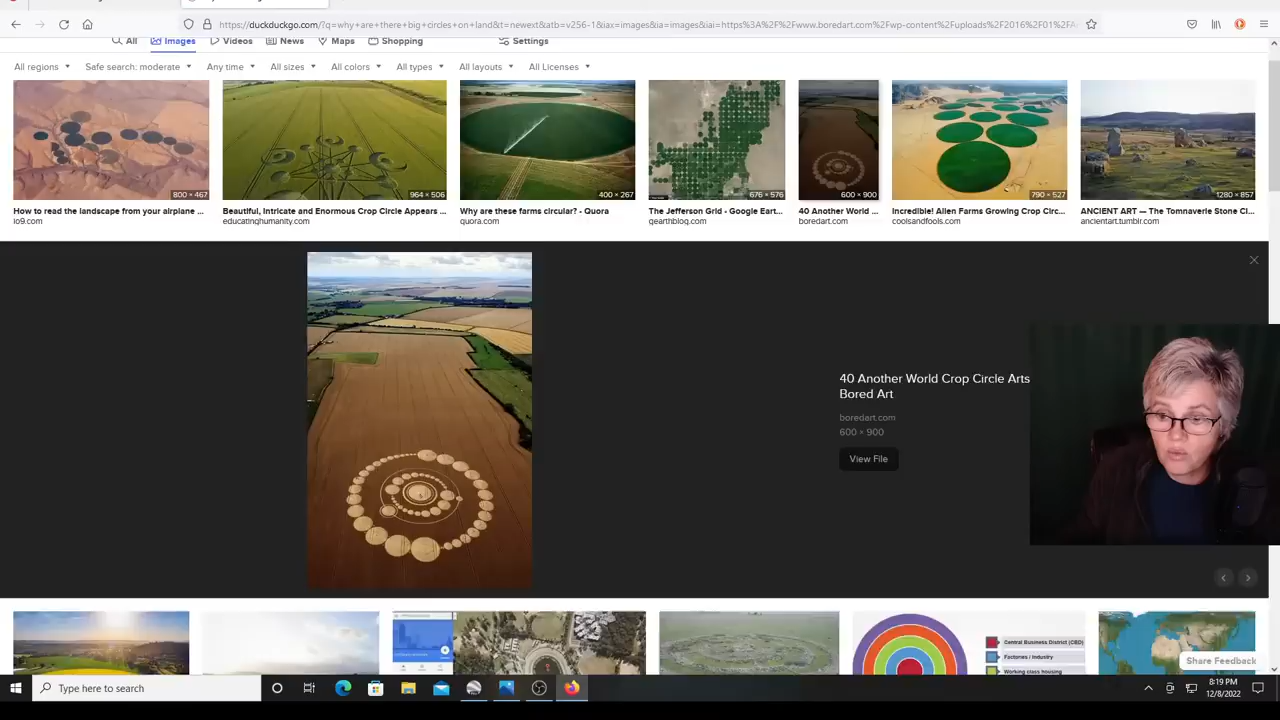 https://duckduckgo.com/?q=why+are+there+big+circles+on+land&t=newext&atb=v256-1&iax=images&ia=images&iai=https%3A%2F%2Fwww.boredart.com%2Fwp-content%2Fuploads%2F2016%2F01%2FA
All Images Videos News Maps Shopping Settings
All regions Safe search: moderate Any time All sizes All colors All types All layouts All Licenses
800 × 467
964 × 506
400 × 267
676 × 576
600 × 900
790 × 527
1280 × 857
How to read the landscape from your airplane ...
io9.com
Beautiful, Intricate and Enormous Crop Circle Appears ...
educatinghumanity.com
Why are these farms circular? - Quora
quora.com
The Jefferson Grid - Google Eart...
gearthblog.com
40 Another World ...
boredart.com
Incredible! Alien Farms Growing Crop Circ...
coolsandfools.com
ANCIENT ART — The Tomnaverie Stone Ci...
ancientart.tumblr.com
40 Another World Crop Circle Arts
Bored Art
boredart.com
600 × 900
View File
Central Business District (CBD)
Factories / Industry
Working class housing
Share Feedback
Type here to search
8:19 PM
12/8/2022